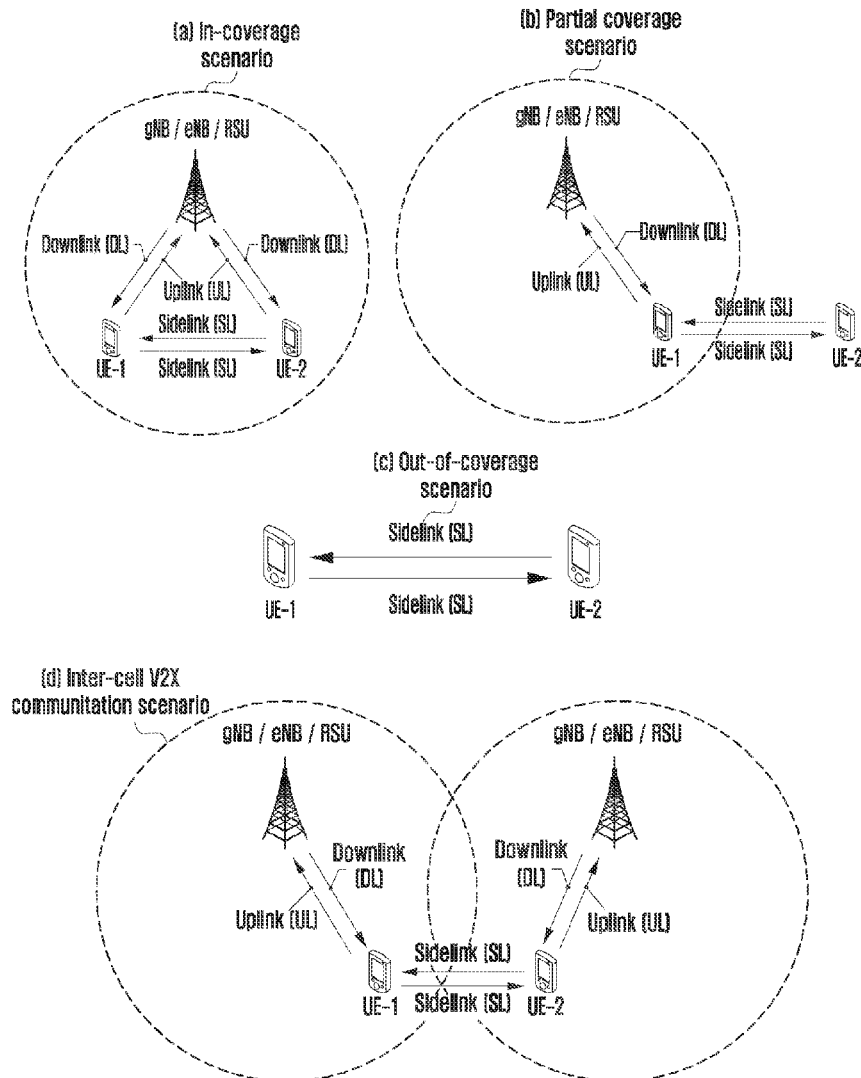 (a) In-coverage
scenario
gNB / eNB / RSU
Downlink (DL)
Downlink (DL)
Uplink (UL)
Sidelink (SL)
Sidelink (SL)
UE-1
UE-2
(b) Partial coverage
scenario
gNB / eNB / RSU
Downlink (DL)
Uplink (UL)
Sidelink (SL)
Sidelink (SL)
UE-1
UE-2
(c) Out-of-coverage
scenario
Sidelink (SL)
Sidelink (SL)
UE-1
UE-2
(d) Inter-cell V2X
communitation scenario
gNB / eNB / RSU
gNB / eNB / RSU
Downlink
(DL)
Uplink (UL)
Downlink
(DL)
Uplink (UL)
Sidelink (SL)
Sidelink (SL)
UE-1
UE-2